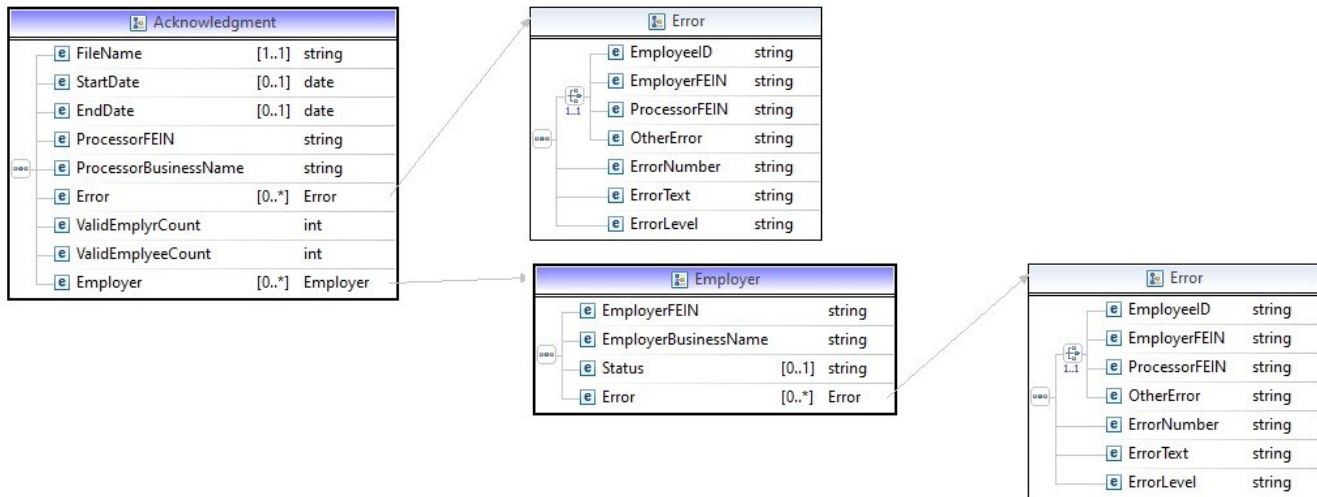 Acknowledgment
e FileName [1..1] string
e StartDate [0..1] date
e EndDate [0..1] date
e ProcessorFEIN string
e ProcessorBusinessName string
e Error [0..*] Error
e ValidEmplyrCount int
e ValidEmplyeeCount int
e Employer [0..*] Employer
Error
e EmployeeID string
e EmployerFEIN string
1..1
e ProcessorFEIN string
e OtherError string
e ErrorNumber string
e ErrorText string
e ErrorLevel string
Employer
e EmployerFEIN string
e EmployerBusinessName string
e Status [0..1] string
e Error [0..*] Error
Error
e EmployeeID string
e EmployerFEIN string
1..1
e ProcessorFEIN string
e OtherError string
e ErrorNumber string
e ErrorText string
e ErrorLevel string